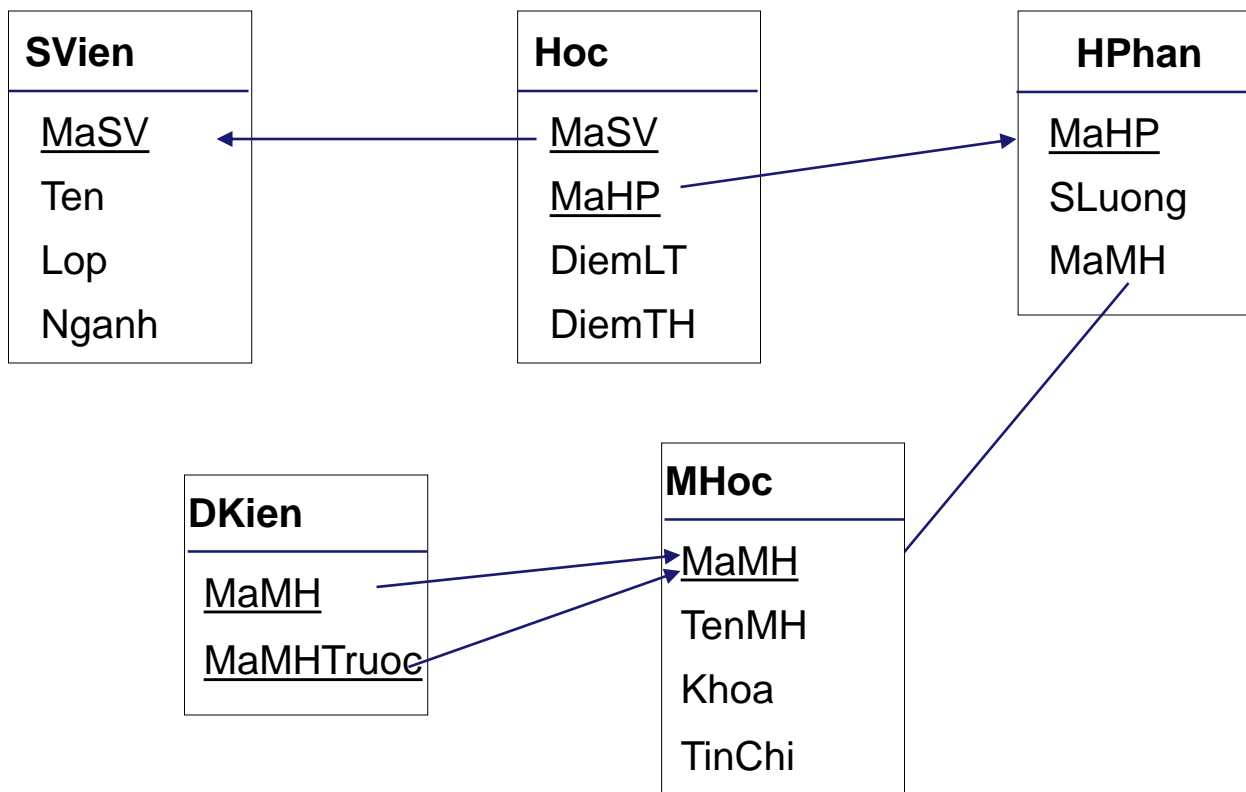 SVien
MaSV
Ten
Lop
Nganh
Hoc
MaSV
MaHP
DiemLT
DiemTH
HPhan
MaHP
SLuong
MaMH
DKien
MaMH
MaMHTruoc
MHoc
MaMH
TenMH
Khoa
TinChi